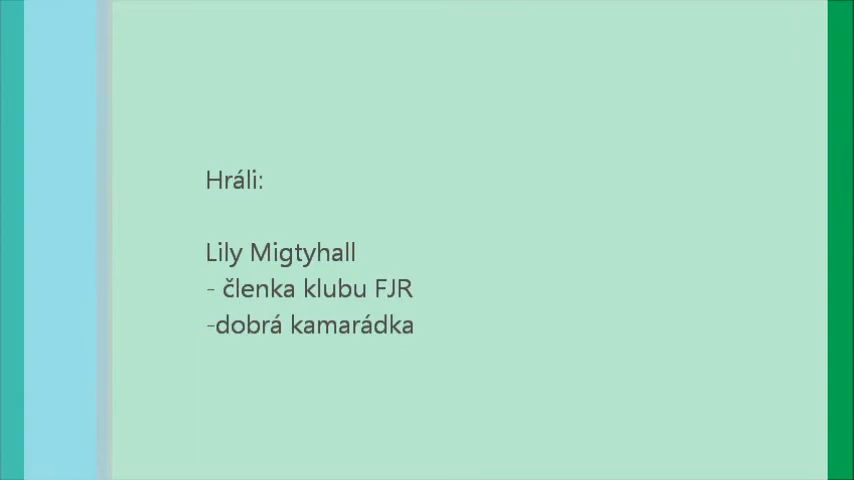 Hráli:
Lily Migtyhall
- členka klubu FJR
-dobrá kamarádka